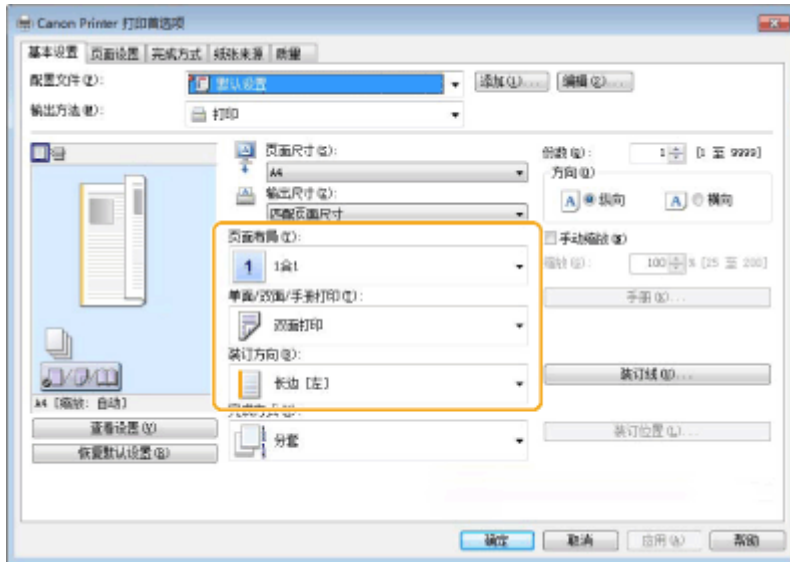 Canon Printer 打印首选项
基本设置 页面设置 完成方式 纸张来源 质量
配置文件(F): 默认设置 添加(1)... 编辑(2)...
输出方法(M): 打印
页面尺寸(S): 份数(N): 1 [1 至 9999]
A4 方向(O)
输出尺寸(Z): A 纵向 A 横向
匹配页面尺寸
页面布局(Y): 手动缩放(W)
1 1合1 缩放(G): 100 % [25 至 200]
单面/双面/手册打印(T): 手册(K)...
双面打印
装订方向(B):
长边 [左] 装订线(U)...
A4 [缩放: 自动]
查看设置(V) 分套 装订位置(L)...
恢复默认设置(R)
确定 取消 应用(A) 帮助